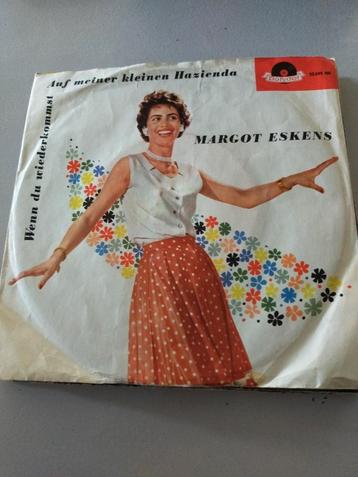 Auf meiner kleinen Hazienda
Wenn du wiederkommst
Polydor
MARGOT ESKENS